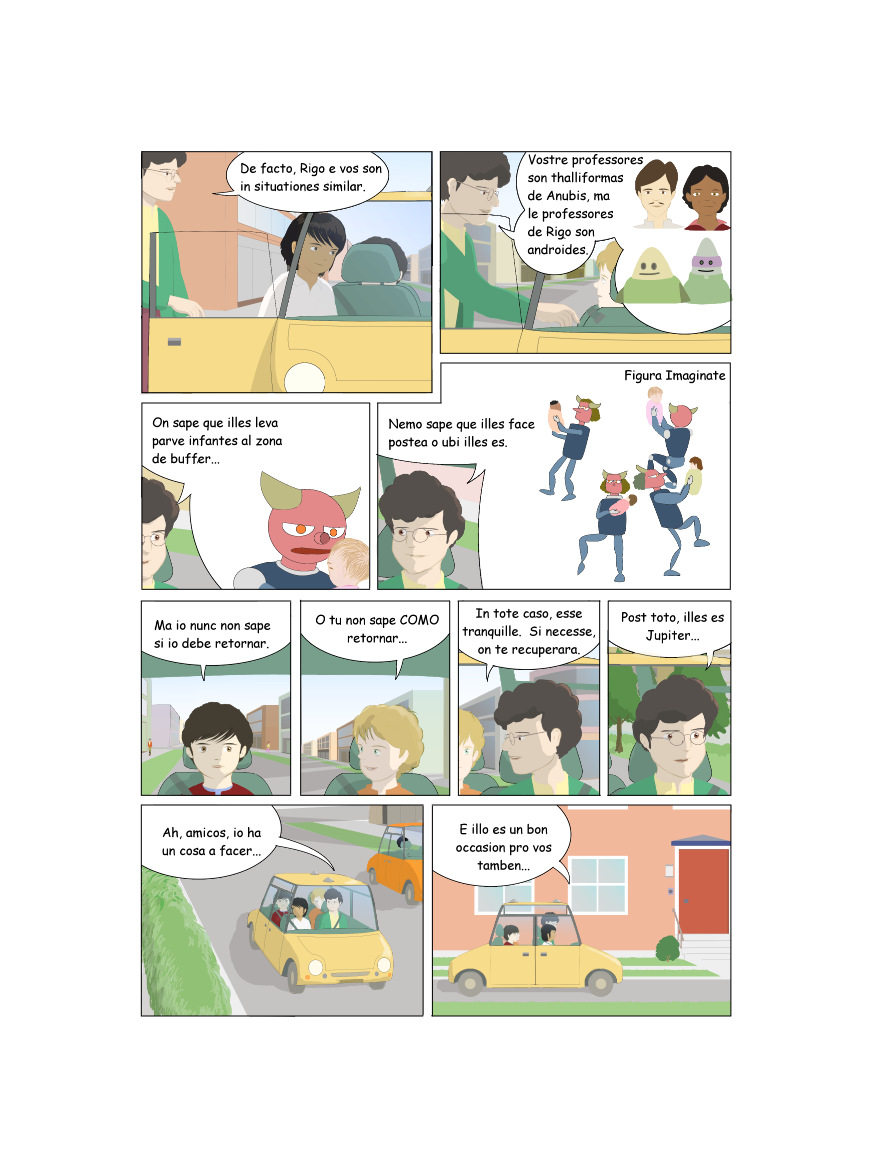 De facto, Rigo e vos son
in situationes similar.
Vostre professores
son thalliformas
de Anubis, ma
le professores
de Rigo son
androides.
On sape que illes leva
parve infantes al zona
de buffer...
Nemo sape que illes face
postea o ubi illes es.
Figura Imaginate
Ma io nunc non sape
si io debe retornar.
O tu non sape COMO
retornar...
In tote caso, esse
tranquille. Si necesse,
on te recuperara.
Post toto, illes es
Jupiter...
Ah, amicos, io ha
un cosa a facer...
E illo es un bon
occasion pro vos
tamben...